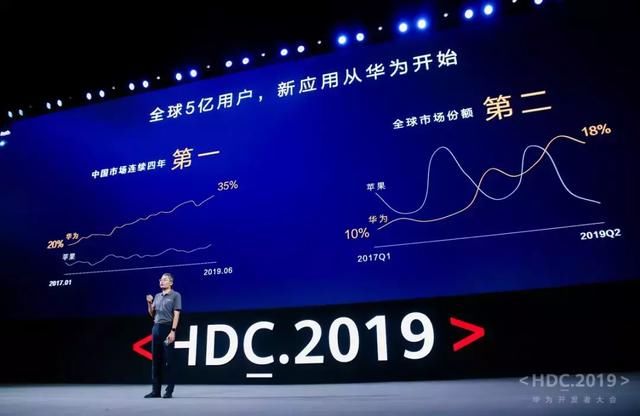 全球5亿用户，新应用从华为开始
中国市场连续四年 第一
35%
20% 华为
苹果
2017.01
2019.06
全球市场份额 第二
18%
苹果
华为
10%
2017Q1
2019Q2
<HDC.2019>
<HDC.2019>
华为开发者大会